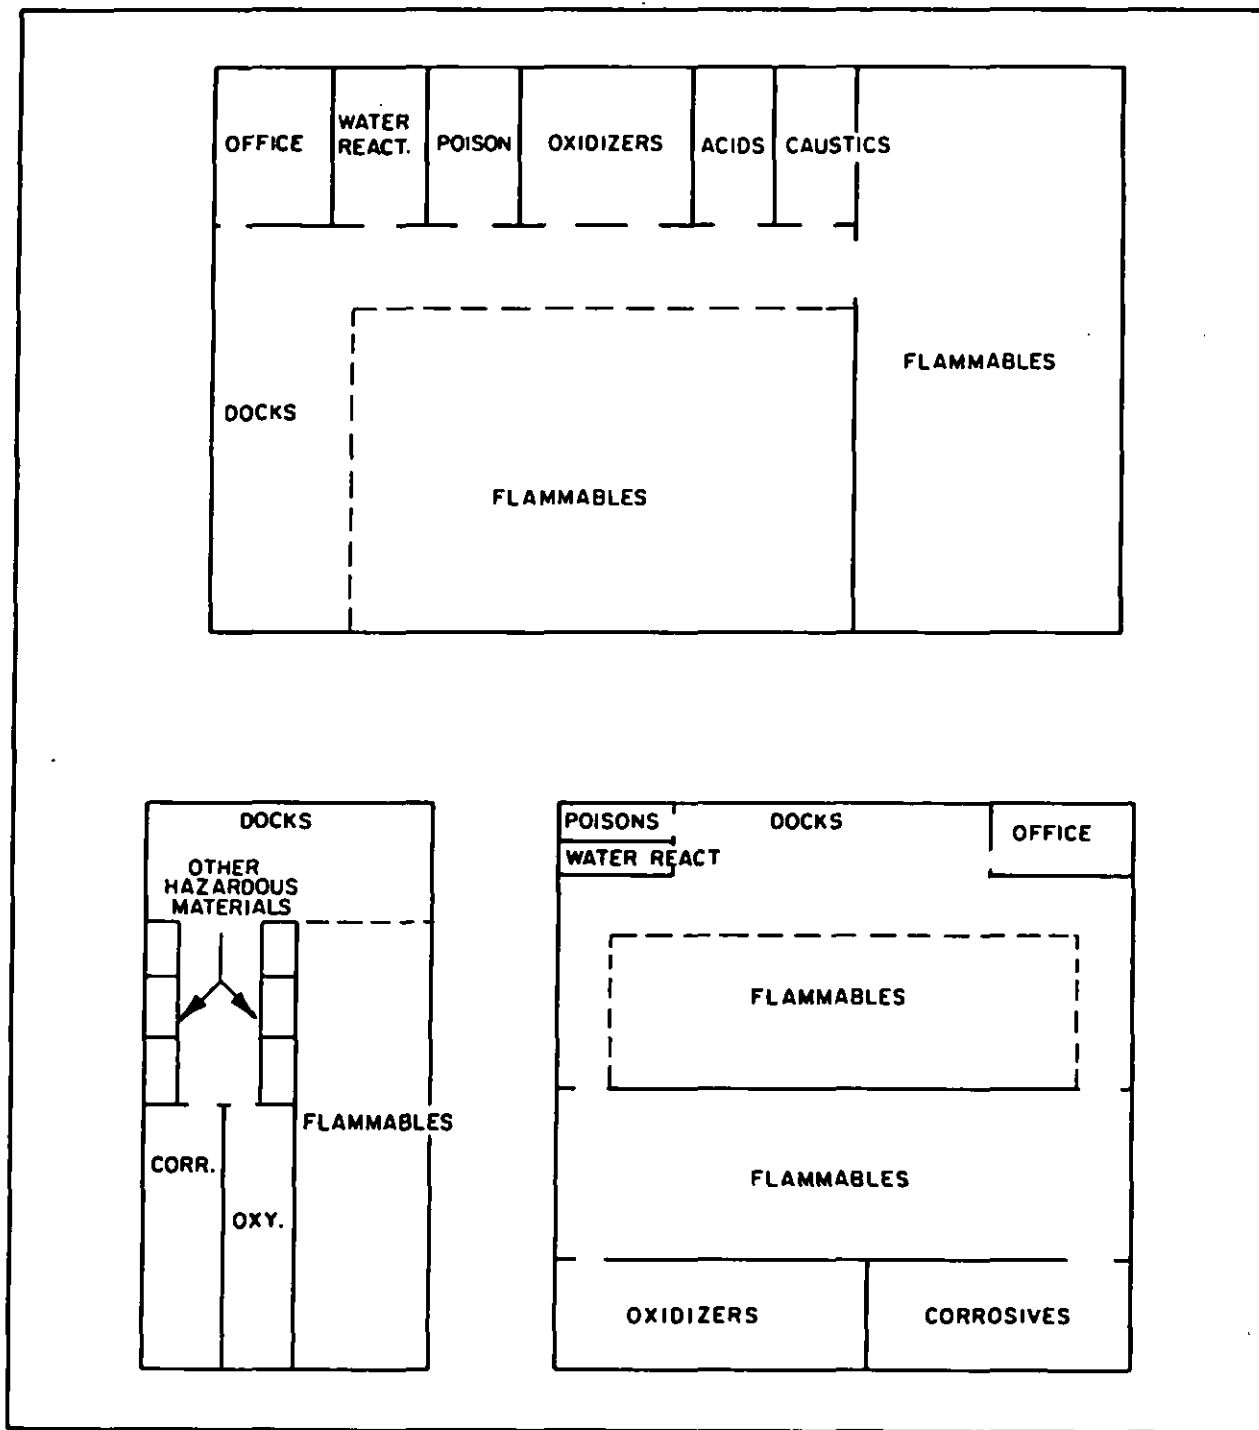 OFFICE
WATER
REACT.
POISON
OXIDIZERS
ACIDS
CAUSTICS
FLAMMABLES
DOCKS
FLAMMABLES
DOCKS
OTHER
HAZARDOUS
MATERIALS
FLAMMABLES
CORR.
OXY.
POISONS
DOCKS
OFFICE
WATER REACT
FLAMMABLES
FLAMMABLES
OXIDIZERS
CORROSIVES